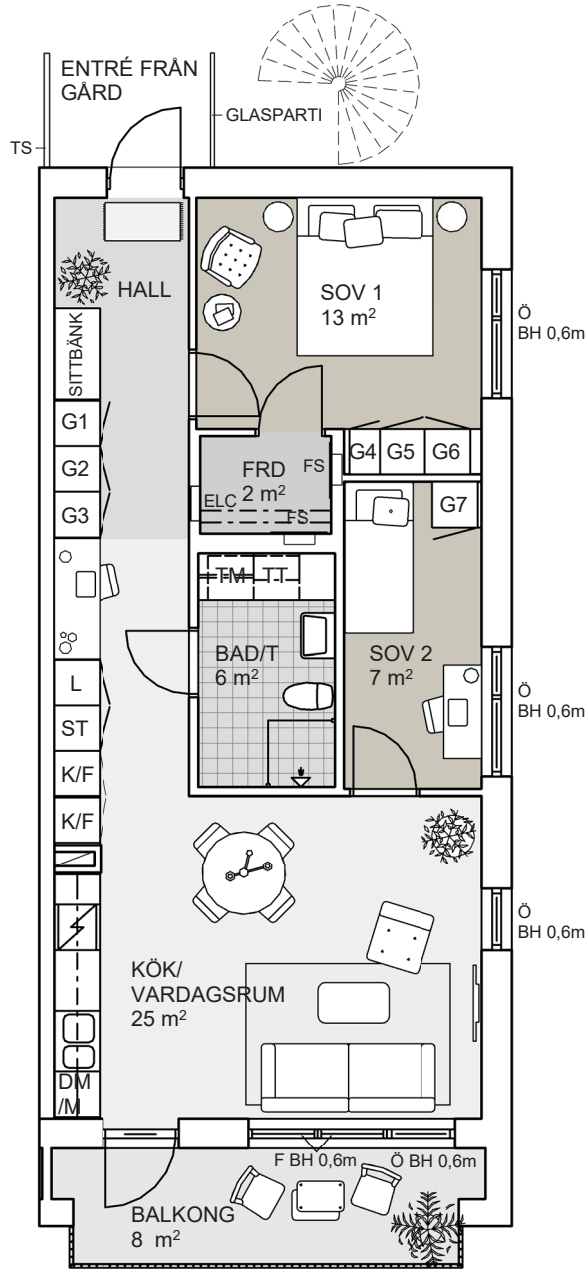 ENTRÉ FRÅN
GÅRD
GLASPARTI
TS
HALL
SOV 1
13 m²
Ö
BH 0,6m
SITTBÄNK
G1
G2
G3
G4 G5 G6
FRD
2 m²
FS
ELC
FS
G7
TM TT
BAD/T
6 m²
SOV 2
7 m²
L
ST
K/F
K/F
Ö
BH 0,6m
Ö
BH 0,6m
KÖK/
VARDAGSRUM
25 m²
DM
/M
F BH 0,6m Ö BH 0,6m
BALKONG
8 m²